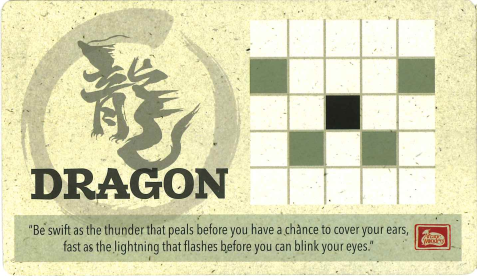 龍
DRAGON
"Be swift as the thunder that peals before you have a chance to cover your ears,
fast as the lightning that flashes before you can blink your eyes."